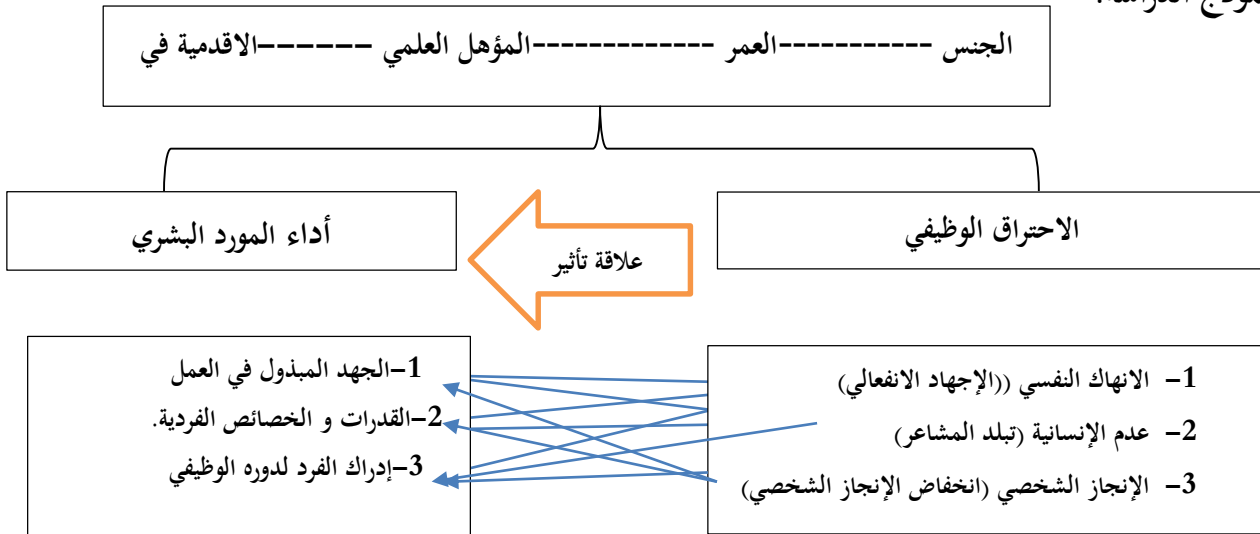 الجنس -----------العمر -------------المؤهل العلمي ------الاقدمية في
الاحتراق الوظيفي
علاقة تأثير
أداء المورد البشري
1- الانهاك النفسي ((الإجهاد الانفعالي)
2- عدم الإنسانية (تبلد المشاعر)
3- الإنجاز الشخصي (انخفاض الإنجاز الشخصي)
1-الجهد المبذول في العمل
2-القدرات و الخصائص الفردية.
3-إدراك الفرد لدوره الوظيفي